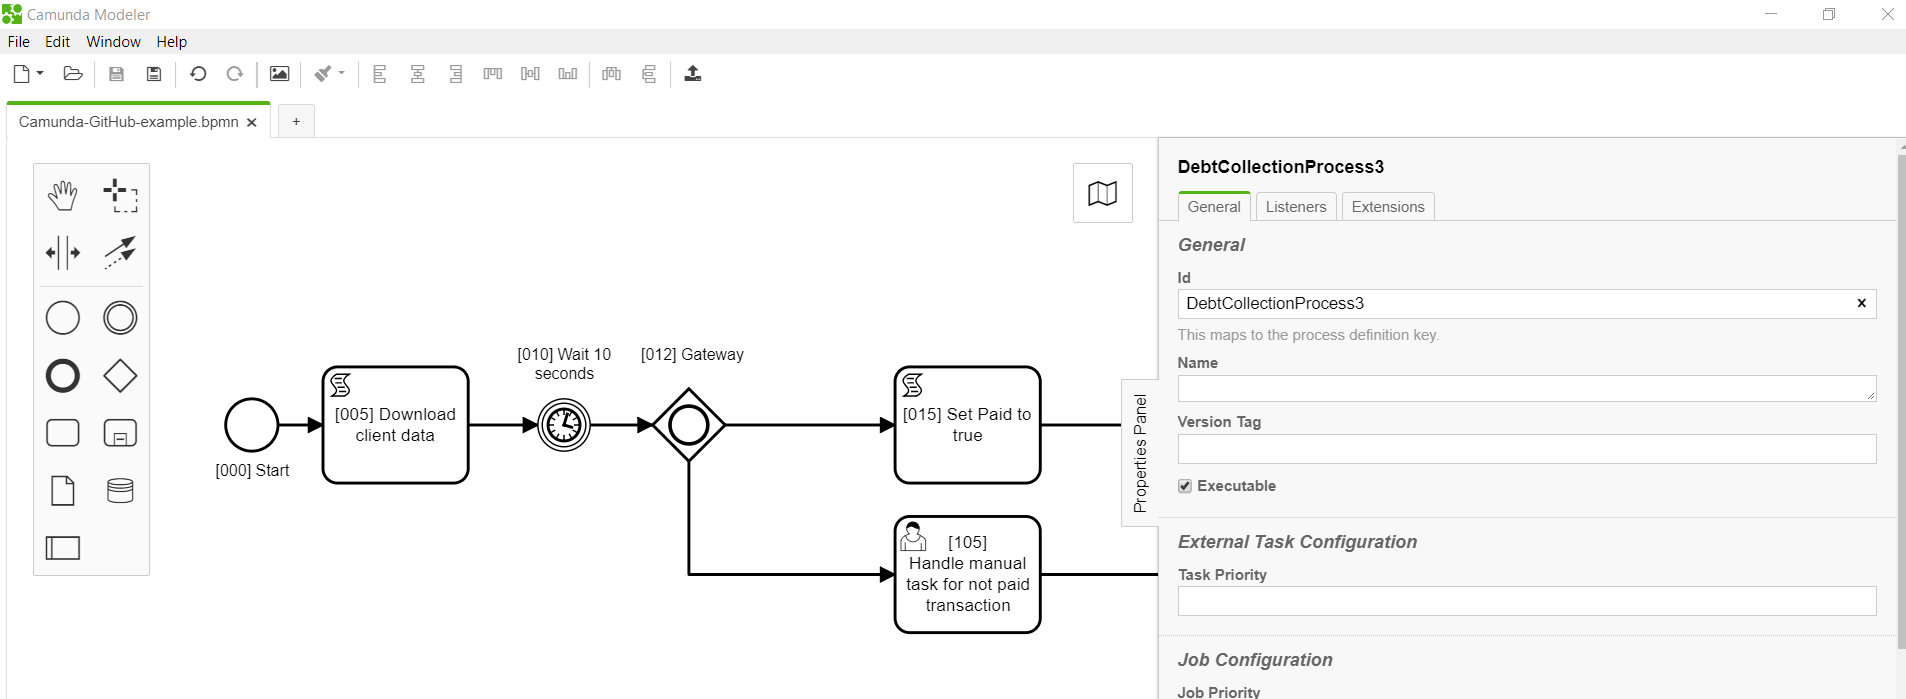 Camunda Modeler
File Edit Window Help
Camunda-GitHub-example.bpmn ×
+
[000] Start
[005] Download
client data
[010] Wait 10
seconds
[012] Gateway
[015] Set Paid to
true
[105]
Handle manual
task for not paid
transaction
Properties Panel
DebtCollectionProcess3
General Listeners Extensions
General
Id
DebtCollectionProcess3 ×
This maps to the process definition key.
Name
Version Tag
Executable
External Task Configuration
Task Priority
Job Configuration
Job Priority